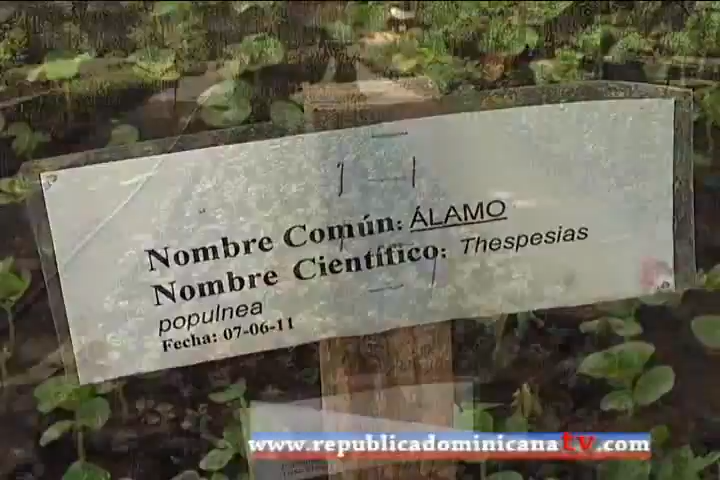 Nombre Común: ÁLAMO
Nombre Científico: Thespesias
populnea
Fecha: 07-06-11
www.republicadominicanatv.com